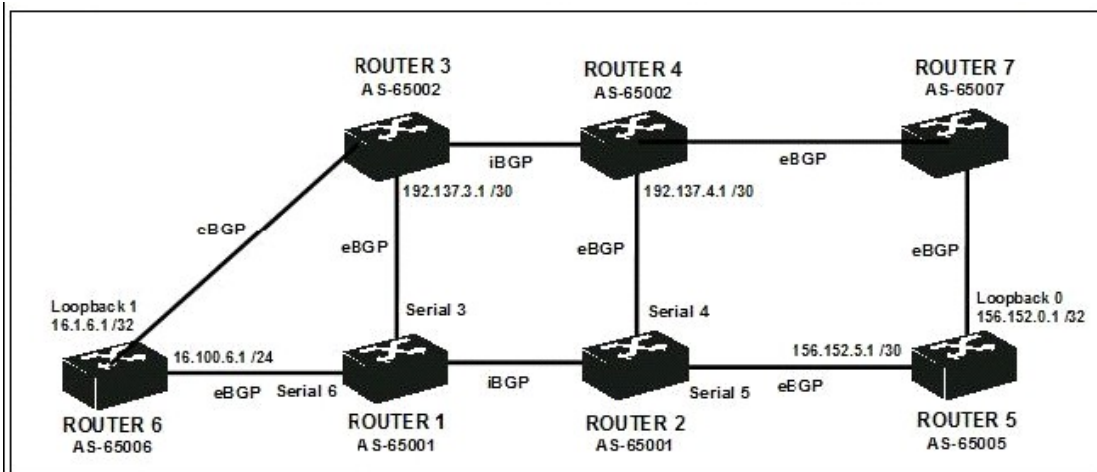 ROUTER 3
AS-65002
ROUTER 4
AS-65002
ROUTER 7
AS-65007
iBGP
eBGP
192.137.3.1 /30
192.137.4.1 /30
cBGP
eBGP
eBGP
eBGP
Loopback 1
16.1.6.1 /32
Serial 3
Serial 4
Loopback 0
156.152.0.1 /32
16.100.6.1 /24
156.152.5.1 /30
eBGP
Serial 6
iBGP
Serial 5
eBGP
ROUTER 6
AS-65006
ROUTER 1
AS-65001
ROUTER 2
AS-65001
ROUTER 5
AS-65005